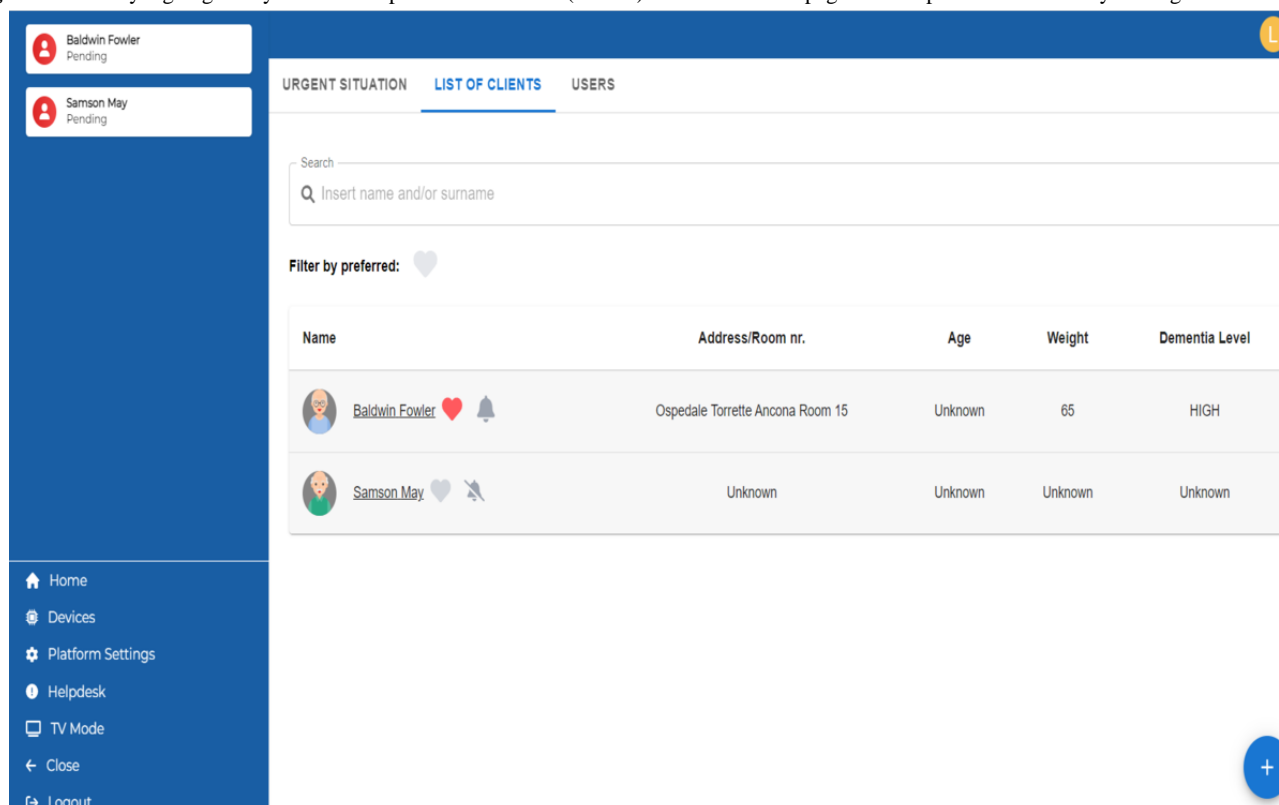 Baldwin Fowler
Pending
Samson May
Pending
L
URGENT SITUATION LIST OF CLIENTS USERS
Search
Insert name and/or surname
Filter by preferred:
Name Address/Room nr. Age Weight Dementia Level
Baldwin Fowler Ospedale Torrette Ancona Room 15 Unknown 65 HIGH
Samson May Unknown Unknown Unknown Unknown
Home
Devices
Platform Settings
Helpdesk
TV Mode
Close
Logout
+